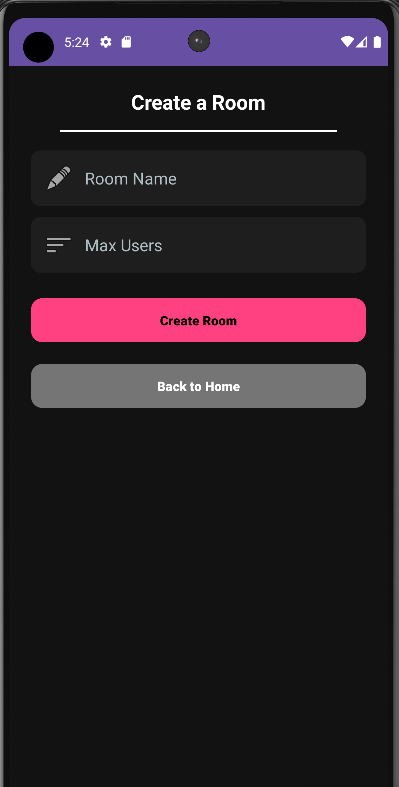 5:24
Create a Room
Room Name
Max Users
Create Room
Back to Home